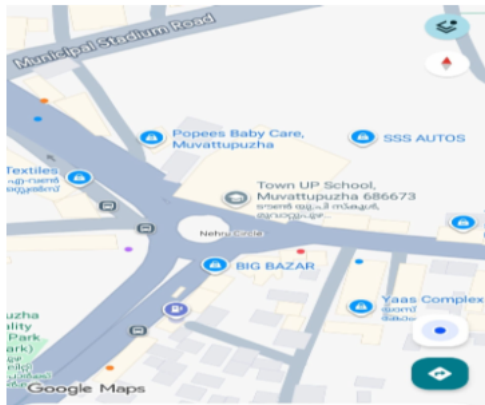 Municipal Stadium Road
Popees Baby Care,
Muvattupuzha
SSS AUTOS
Textiles
Town UP School,
Muvattupuzha 686673
ടൗൺ യു.പി സ്കൂൾ,
Nehru Circle
BIG BAZAR
Yaas Complex
uzha
ality
Park
ark)
Google Maps